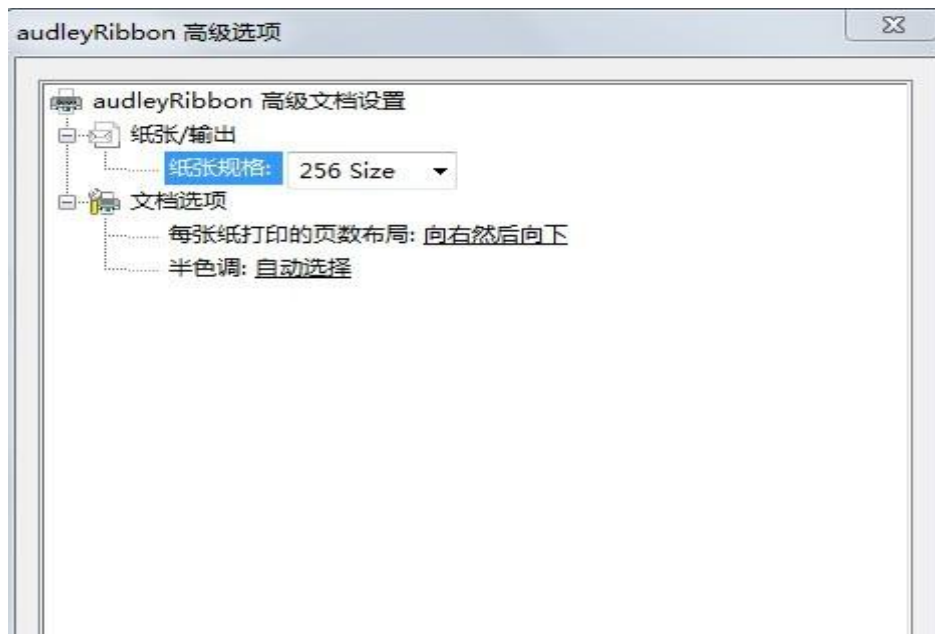 audleyRibbon 高级选项
audleyRibbon 高级文档设置
纸张/输出
纸张规格: 256 Size
文档选项
每张纸打印的页数布局: 向右然后向下
半色调: 自动选择